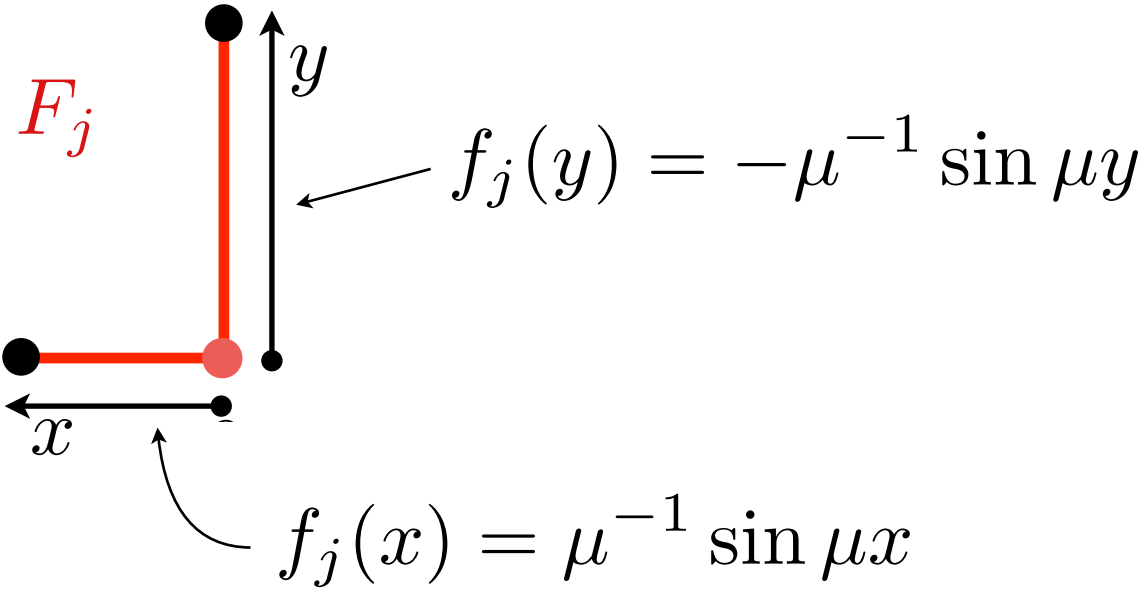 y
F_j
f_j(y) = −μ^{−1} sin μy
x
f_j(x) = μ^{−1} sin μx